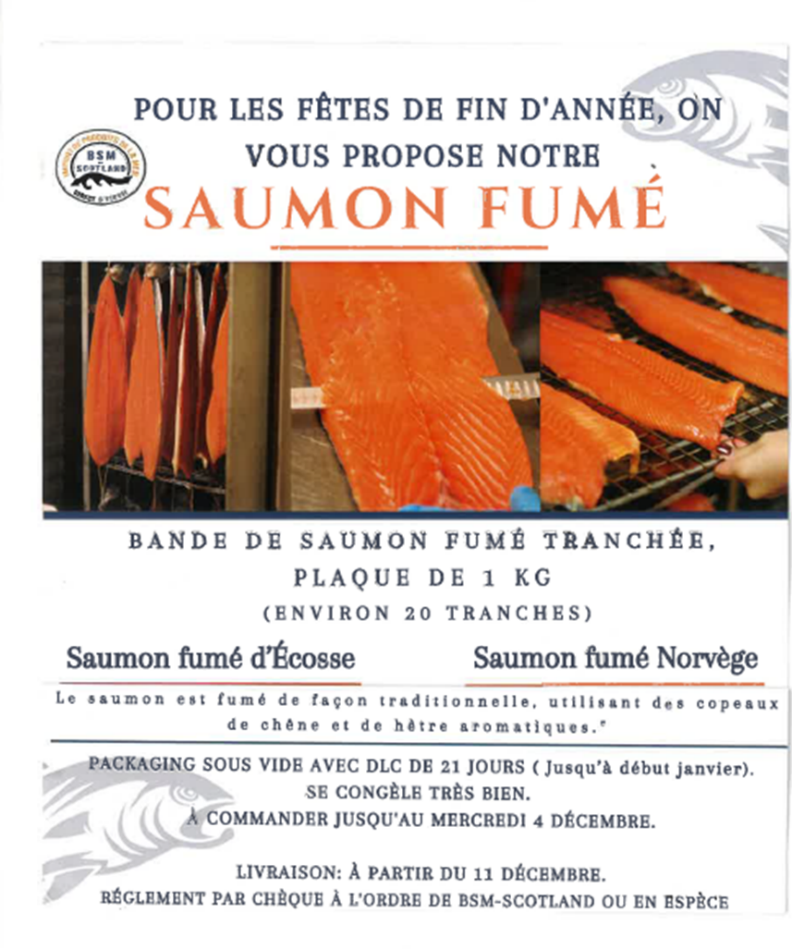 POUR LES FÊTES DE FIN D'ANNÉE, ON
VOUS PROPOSE NOTRE
BSM
SCOTLAND
SAUMON FUMÉ
BANDE DE SAUMON FUMÉ TRANCHÉE,
PLAQUE DE 1 KG
(ENVIRON 20 TRANCHES)
Saumon fumé d'Écosse
Saumon fumé Norvège
Le saumon est fumé de façon traditionnelle, utilisant des copeaux
de chêne et de hêtre aromatiques."
PACKAGING SOUS VIDE AVEC DLC DE 21 JOURS ( Jusqu'à début janvier).
SE CONGÈLE TRÈS BIEN.
À COMMANDER JUSQU'AU MERCREDI 4 DÉCEMBRE.
LIVRAISON: À PARTIR DU 11 DÉCEMBRE.
RÉGLEMENT PAR CHÈQUE À L'ORDRE DE BSM-SCOTLAND OU EN ESPÈCE